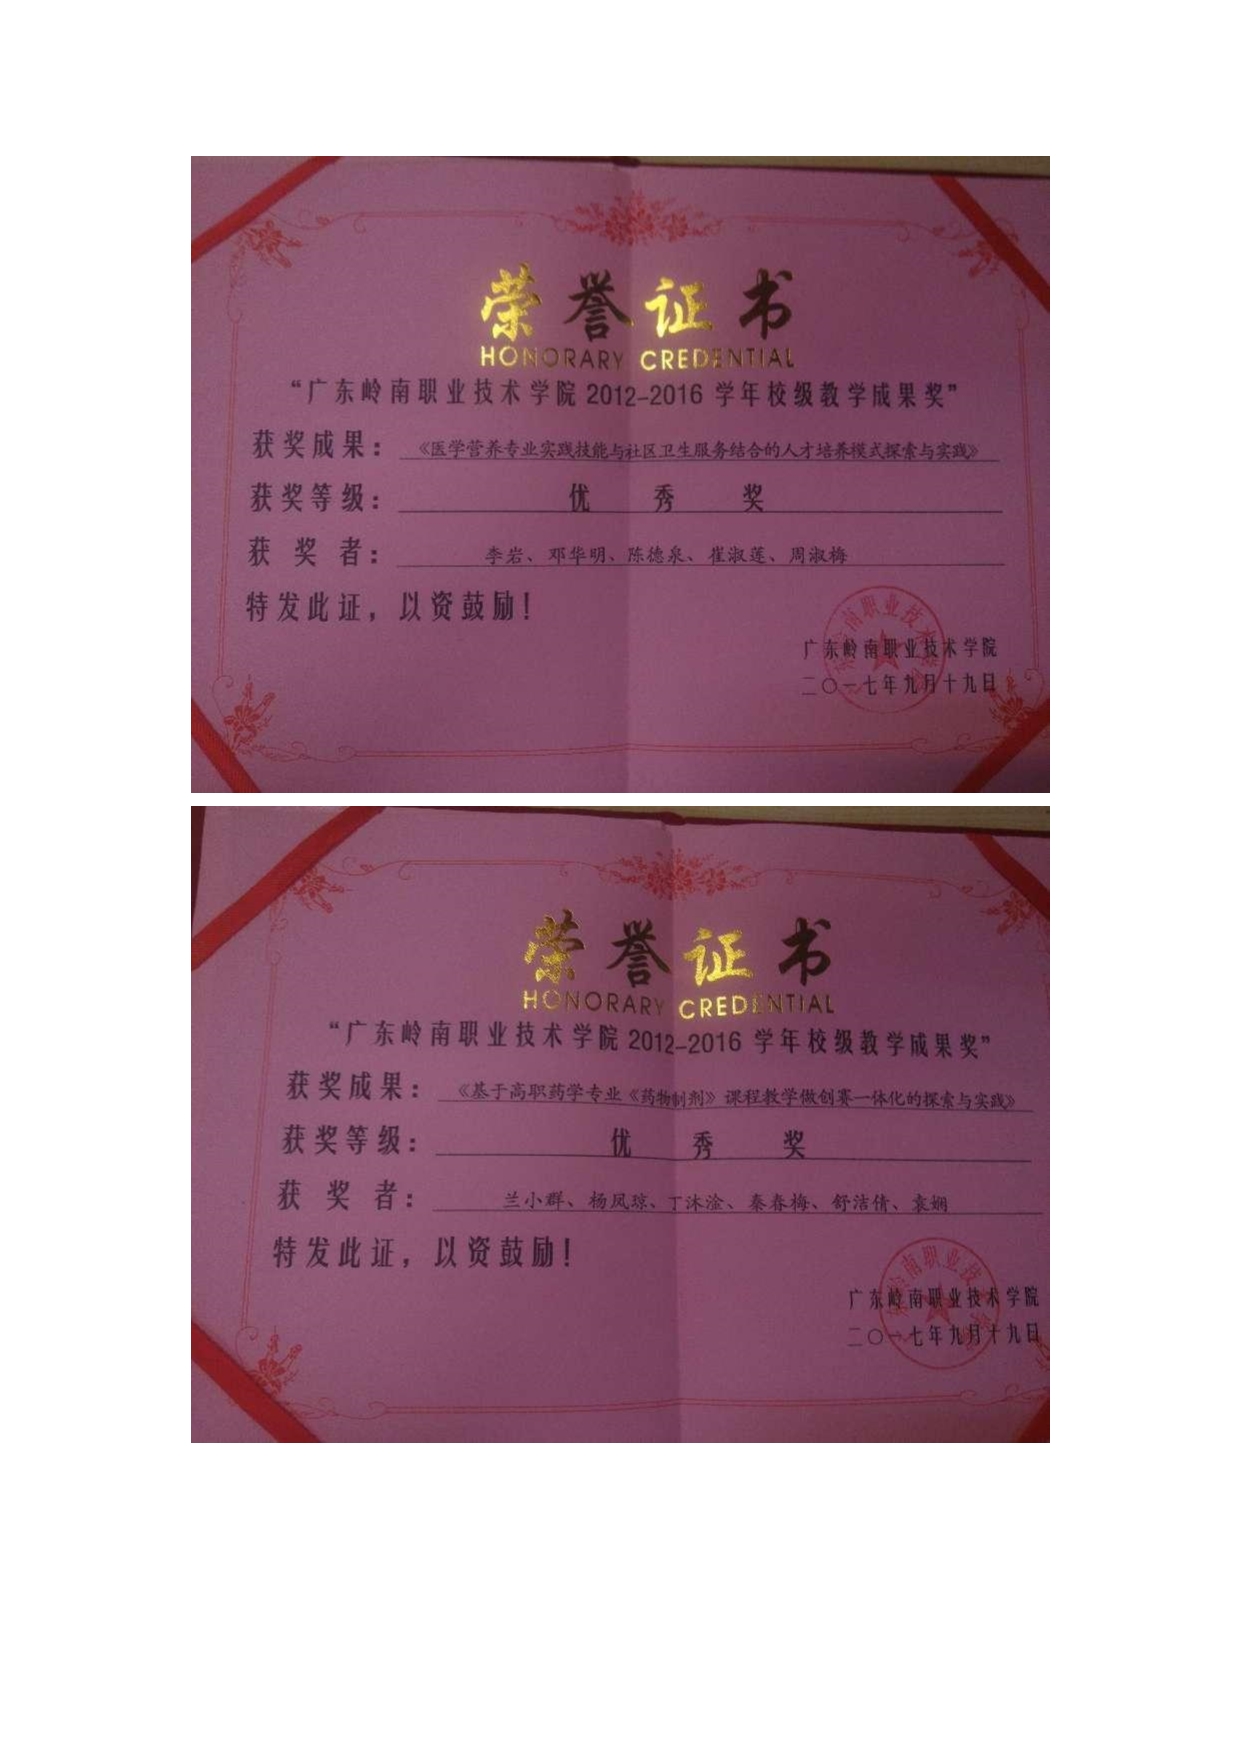 荣誉证书
HONORARY CREDENTIAL
“广东岭南职业技术学院2012-2016 学年校级教学成果奖”
获奖成果：《医学营养专业实践技能与社区卫生服务结合的人才培养模式探索与实践》
获奖等级：优 秀 奖
获 奖 者：李岩、邓华明、陈德泉、崔淑莲、周淑梅
特发此证，以资鼓励！
广东岭南职业技术学院
二〇一七年九月十九日
荣誉证书
HONORARY CREDENTIAL
“广东岭南职业技术学院2012-2016 学年校级教学成果奖”
获奖成果：《基于高职药学专业《药物制剂》课程教学做创赛一体化的探索与实践》
获奖等级：优 秀 奖
获 奖 者：兰小群、杨凤琼、丁沐淦、秦春梅、舒洁倩、袁娴
特发此证，以资鼓励！
广东岭南职业技术学院
二〇一七年九月十九日